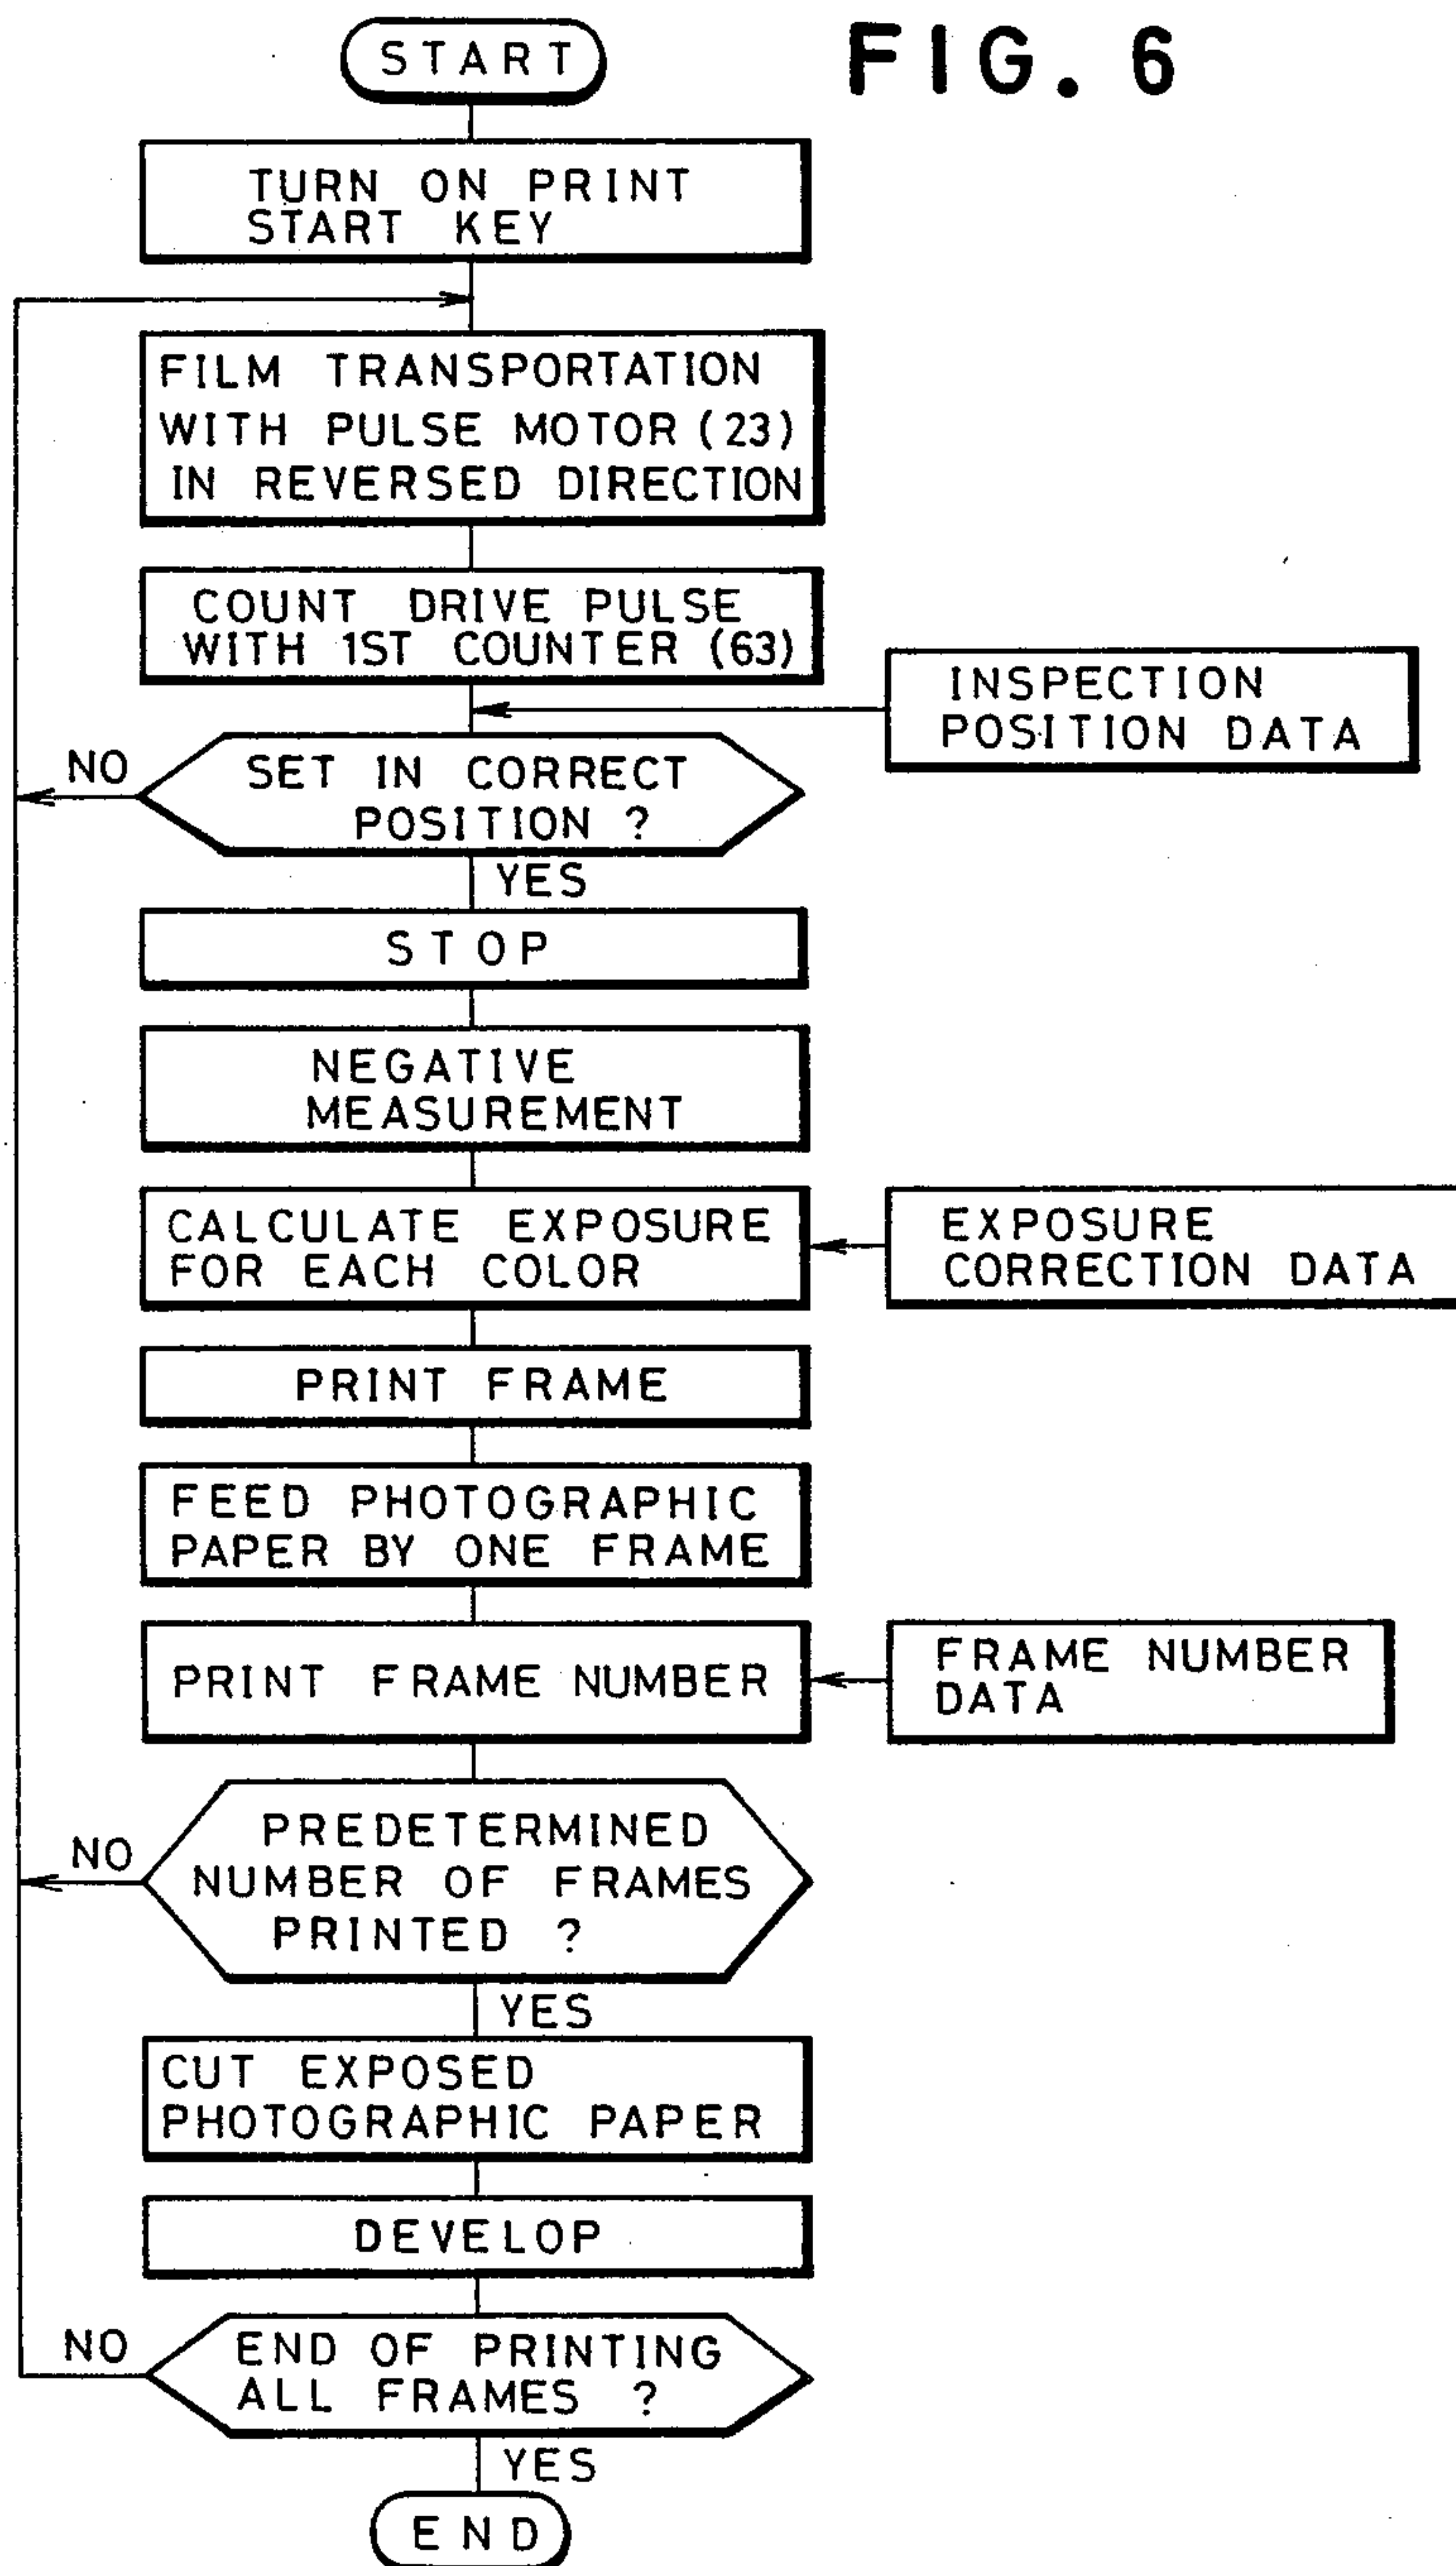 FIG. 6
START
TURN ON PRINT
START KEY
FILM TRANSPORTATION
WITH PULSE MOTOR (23)
IN REVERSED DIRECTION
COUNT DRIVE PULSE
WITH 1ST COUNTER (63)
INSPECTION
POSITION DATA
NO
SET IN CORRECT
POSITION ?
YES
STOP
NEGATIVE
MEASUREMENT
CALCULATE EXPOSURE
FOR EACH COLOR
EXPOSURE
CORRECTION DATA
PRINT FRAME
FEED PHOTOGRAPHIC
PAPER BY ONE FRAME
PRINT FRAME NUMBER
FRAME NUMBER
DATA
NO
PREDETERMINED
NUMBER OF FRAMES
PRINTED ?
YES
CUT EXPOSED
PHOTOGRAPHIC PAPER
DEVELOP
NO
END OF PRINTING
ALL FRAMES ?
YES
END